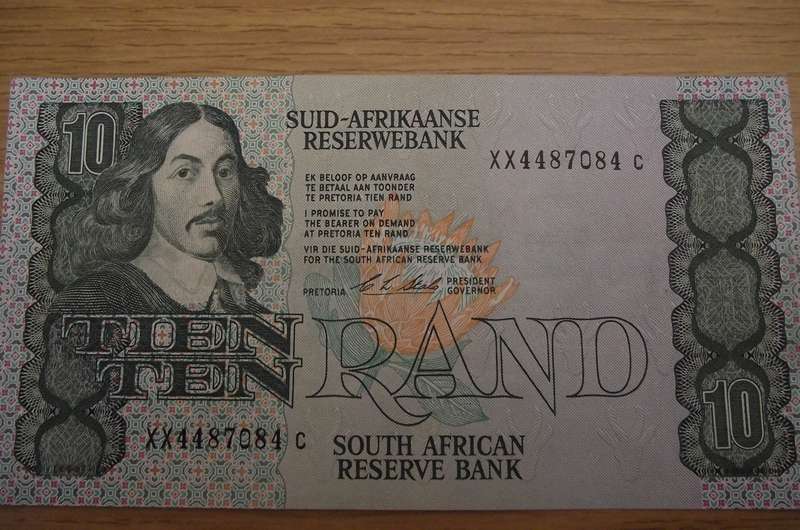 10
SUID-AFRIKAANSE
RESERWEBANK
XX4487084 C
EK BELOOF OP AANVRAAG
TE BETAAL AAN TOONDER
TE PRETORIA TIEN RAND
I PROMISE TO PAY
THE BEARER ON DEMAND
AT PRETORIA TEN RAND
VIR DIE SUID-AFRIKAANSE RESERWEBANK
FOR THE SOUTH AFRICAN RESERVE BANK
PRETORIA
PRESIDENT
GOVERNOR
TIEN
TEN
RAND
10
XX4487084 C
SOUTH AFRICAN
RESERVE BANK